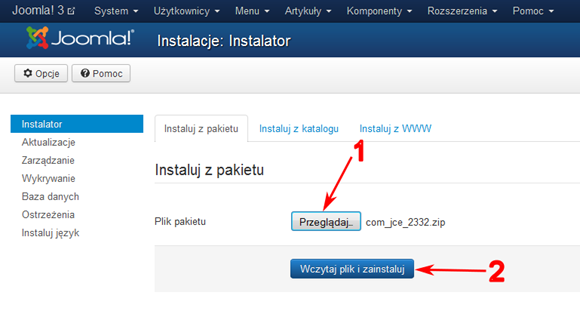 Joomla! 3 System Użytkownicy Menu Artykuły Komponenty Rozszerzenia Pomoc
Joomla!® Instalacje: Instalator
Opcje ? Pomoc
Instalator
Aktualizacje
Zarządzanie
Wykrywanie
Baza danych
Ostrzeżenia
Instaluj język
Instaluj z pakietu Instaluj z katalogu Instaluj z WWW
1
Instaluj z pakietu
Plik pakietu Przeglądaj... com_jce_2332.zip
Wczytaj plik i zainstaluj 2